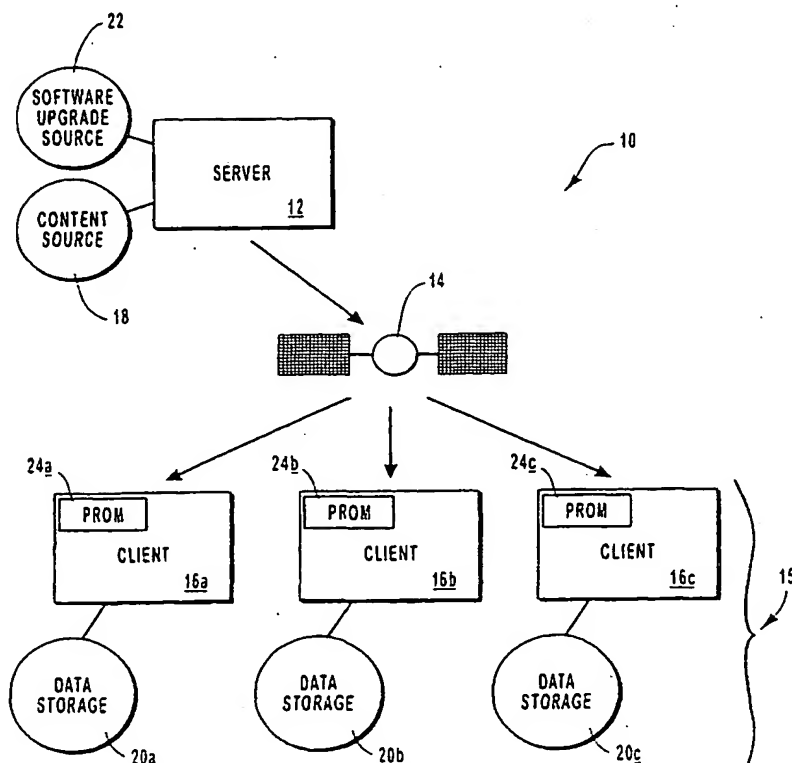 22
SOFTWARE
UPGRADE
SOURCE
SERVER
12
10
CONTENT
SOURCE
18
14
24a
24b
24c
PROM
PROM
PROM
CLIENT
CLIENT
CLIENT
16a
16b
16c
15
DATA
STORAGE
DATA
STORAGE
DATA
STORAGE
20a
20b
20c